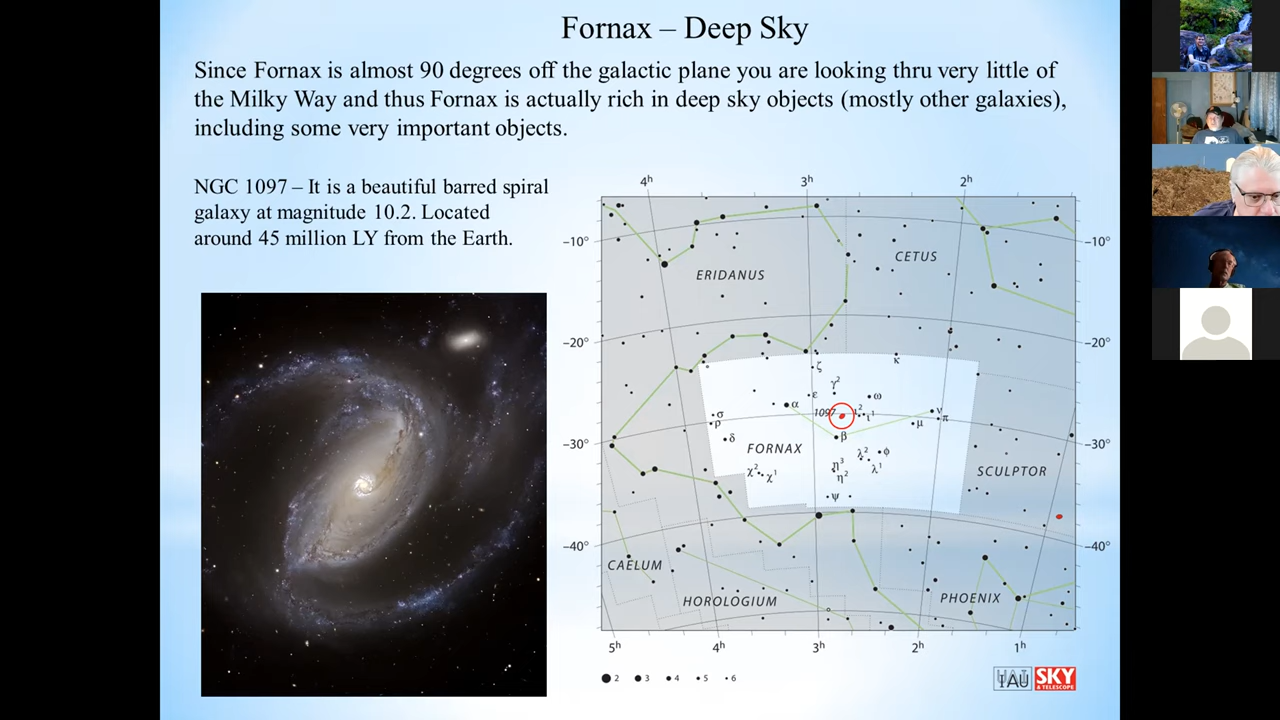 Fornax – Deep Sky
Since Fornax is almost 90 degrees off the galactic plane you are looking thru very little of
the Milky Way and thus Fornax is actually rich in deep sky objects (mostly other galaxies),
including some very important objects.
NGC 1097 – It is a beautiful barred spiral
galaxy at magnitude 10.2. Located
around 45 million LY from the Earth.
4h 3h 2h
–10° –10°
ERIDANUS CETUS
–20° –20°
ζ κ
γ2
ε ω
α
σ 1097 ι2 ι1 ν
ρ μ π
δ β
–30° –30°
FORNAX λ2 φ
χ2 χ1 η3 λ1 SCULPTOR
η2
ψ
–40° –40°
CAELUM
HOROLOGIUM PHOENIX
5h 4h 3h 2h 1h
2 3 4 5 6
IAU SKY
& TELESCOPE